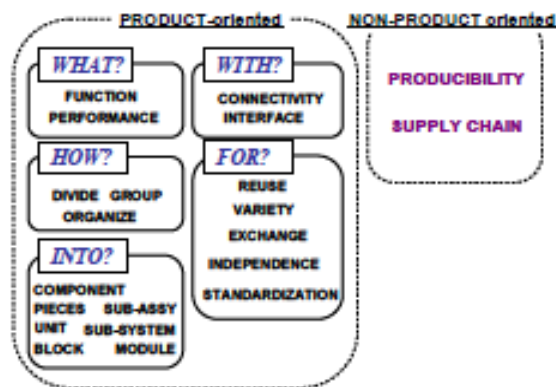 PRODUCT-oriented
WHAT?
FUNCTION
PERFORMANCE
HOW?
DIVIDE GROUP
ORGANIZE
INTO?
COMPONENT
PIECES SUB-ASSY
UNIT SUB-SYSTEM
BLOCK MODULE
WITH?
CONNECTIVITY
INTERFACE
FOR?
REUSE
VARIETY
EXCHANGE
INDEPENDENCE
STANDARDIZATION
NON-PRODUCT oriented
PRODUCIBILITY
SUPPLY CHAIN